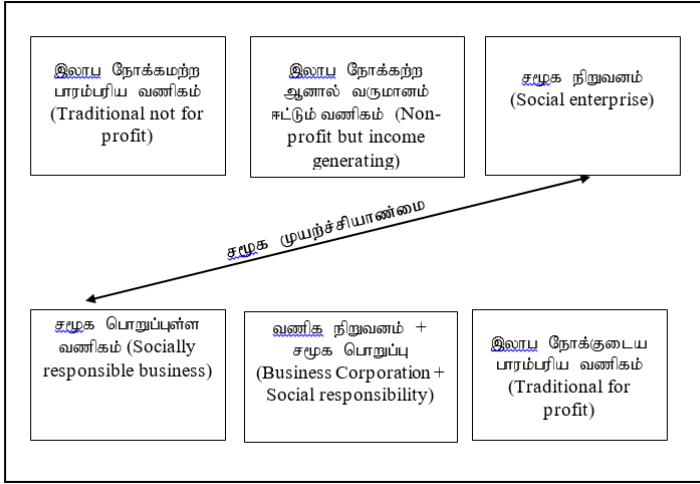 இலாப நோக்கமற்ற
பாரம்பரிய வணிகம்
(Traditional not for
profit)
இலாப நோக்கற்ற
ஆனால் வருமானம்
ஈட்டும் வணிகம் (Non-
profit but income
generating)
சமூக நிறுவனம்
(Social enterprise)
சமூக முயற்ச்சியாண்மை
சமூக பொறுப்புள்ள
வணிகம் (Socially
responsible business)
வணிக நிறுவனம் +
சமூக பொறுப்பு
(Business Corporation +
Social responsibility)
இலாப நோக்குடைய
பாரம்பரிய வணிகம்
(Traditional for
profit)